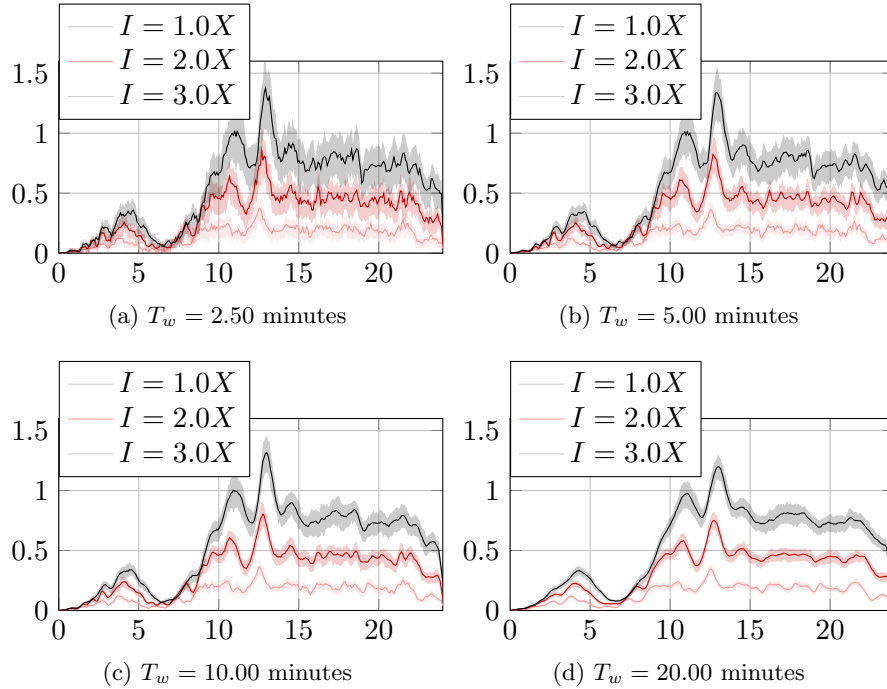 I = 1.0X
I = 2.0X
I = 3.0X
1.5
1
0.5
0
0 5 10 15 20
(a) T_w = 2.50 minutes
I = 1.0X
I = 2.0X
I = 3.0X
1.5
1
0.5
0
0 5 10 15 20
(b) T_w = 5.00 minutes
I = 1.0X
I = 2.0X
I = 3.0X
1.5
1
0.5
0
0 5 10 15 20
(c) T_w = 10.00 minutes
I = 1.0X
I = 2.0X
I = 3.0X
1.5
1
0.5
0
0 5 10 15 20
(d) T_w = 20.00 minutes